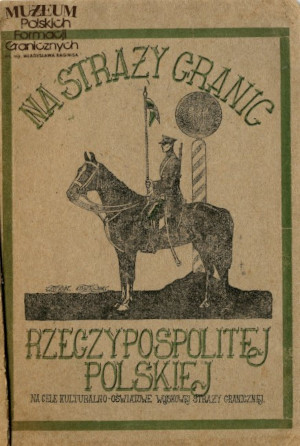 MUZEUM
Polskich
Formacji
Granicznych
NA STRAŻY GRANIC
RZECZYPOSPOLITEJ
POLSKIEJ
NA CELE KULTURALNO-OŚWIATOWE WOJSKOWEJ STRAŻY GRANICZNEJ.